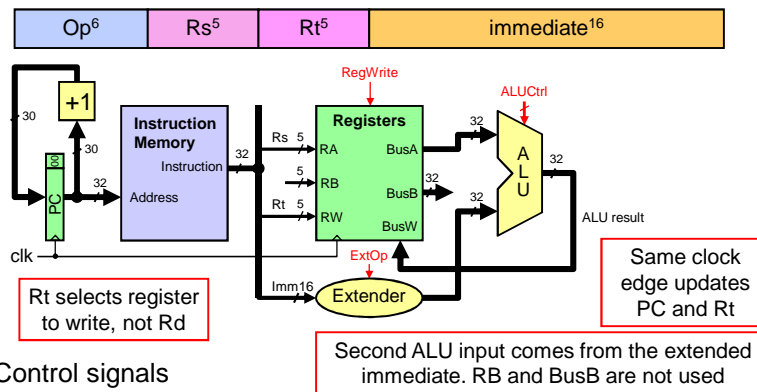 Op6 Rs5 Rt5 immediate16
RegWrite
ALUCtrl
+1
30
30
Instruction
Memory
Instruction
Address
32
PC
00
32
clk
Registers
Rs 5 RA
5 RB
Rt 5 RW
BusA
BusB
BusW
32
32
32
A
L
U
32
ALU result
ExtOp
Imm16
Extender
Rt selects register
to write, not Rd
Same clock
edge updates
PC and Rt
Second ALU input comes from the extended
immediate. RB and BusB are not used
Control signals